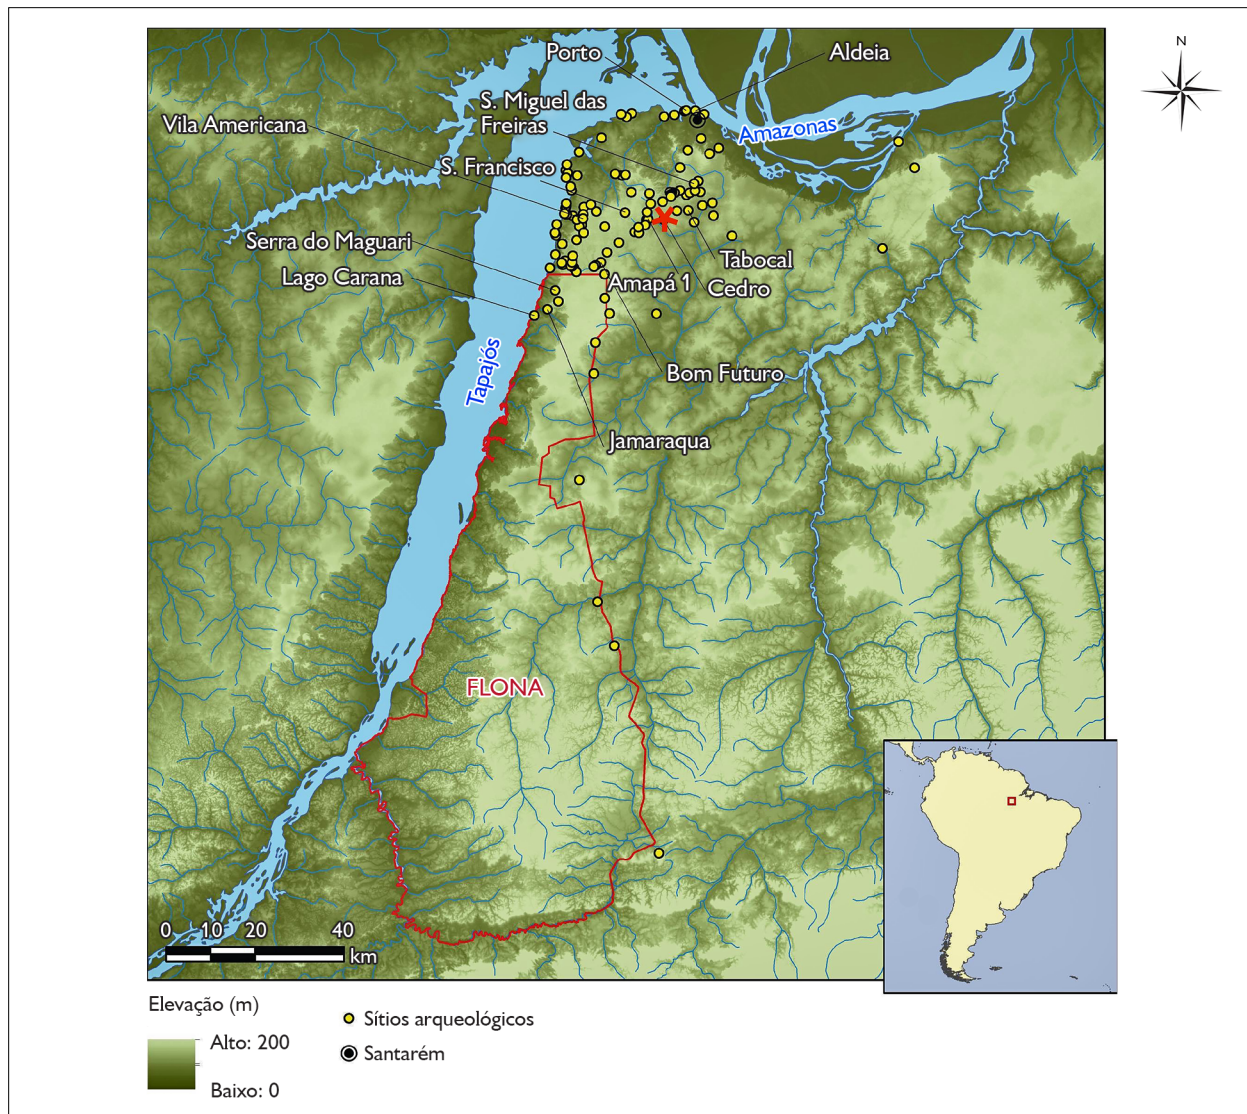 N
Porto
Aldeia
S. Miguel das
Freiras
Vila Americana
Amazonas
S. Francisco
Serra do Maguari
Tabocal
Lago Carana
Amapá 1
Cedro
Tapajós
Bom Futuro
Jamaraqua
FLONA
0 10 20 40
km
Elevação (m)
Sítios arqueológicos
Alto: 200
Santarém
Baixo: 0